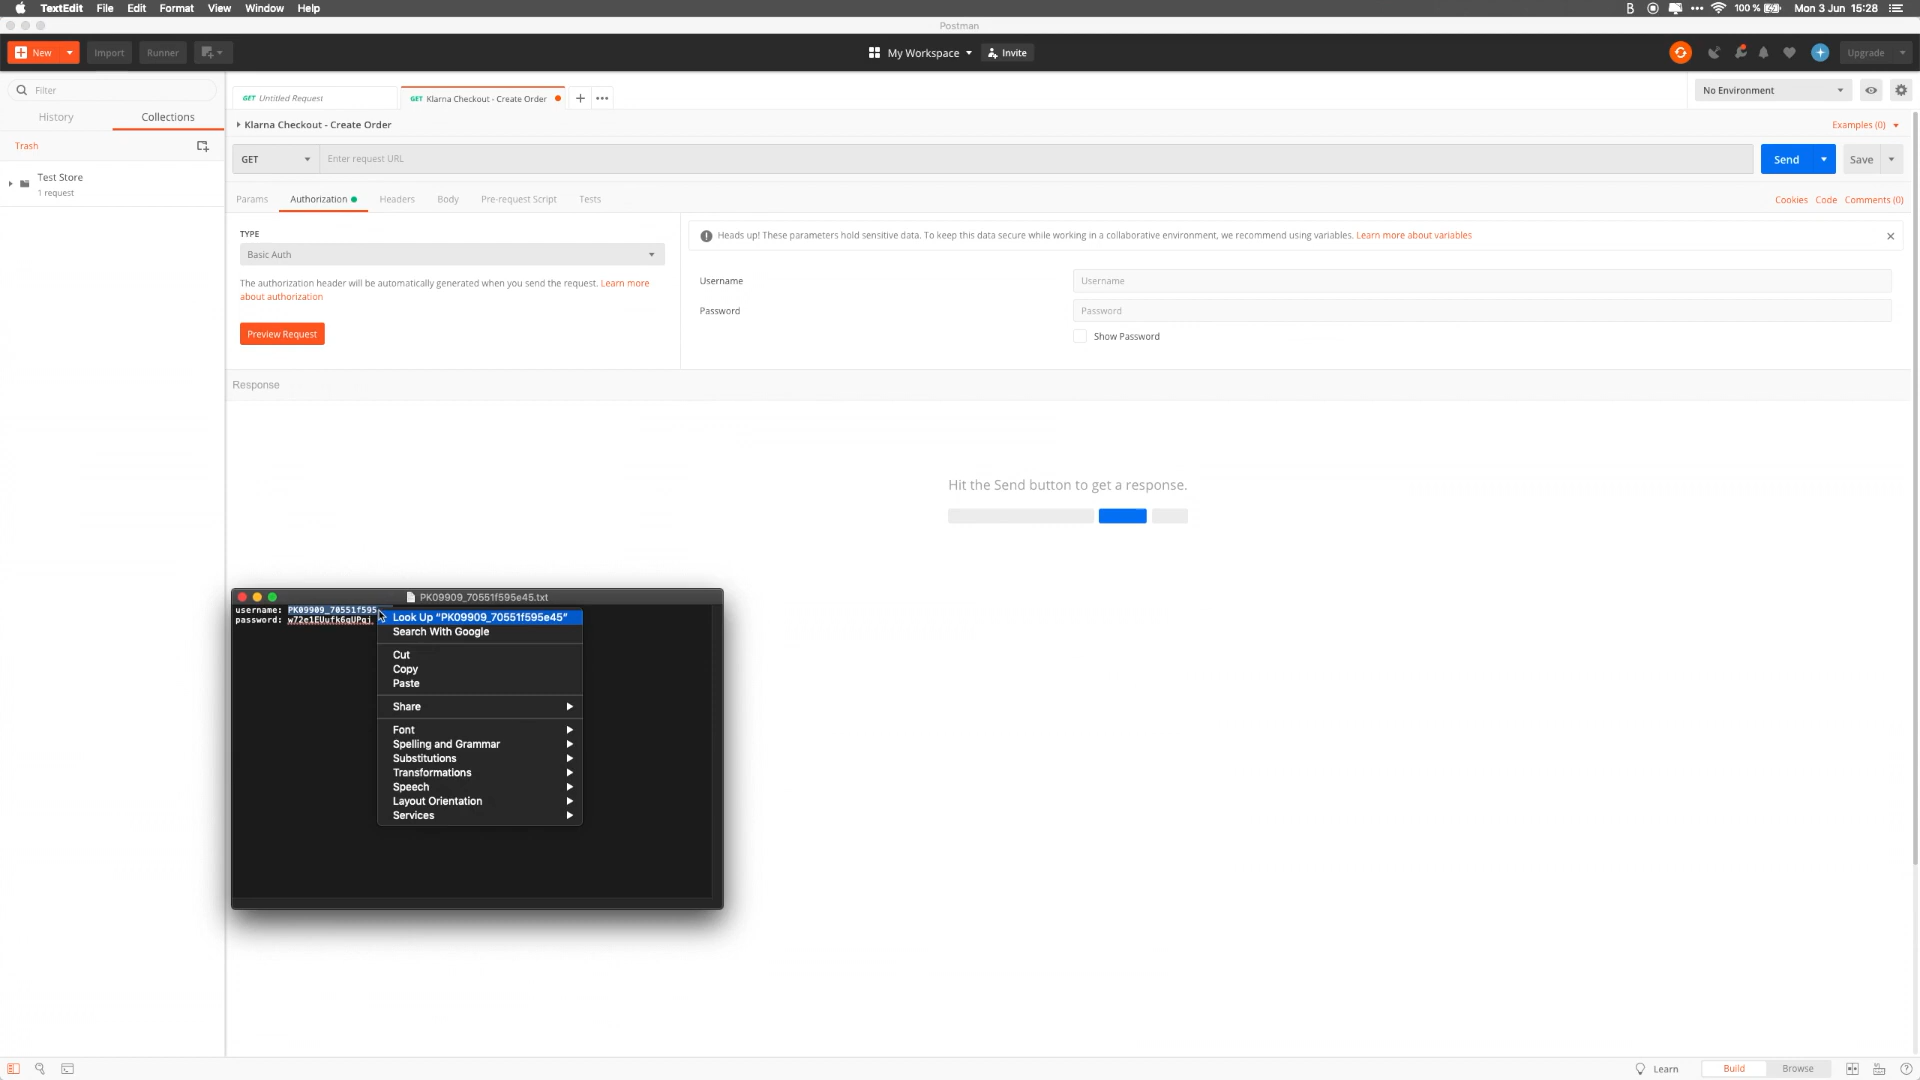 TextEdit File Edit Format View Window Help
100 % Mon 3 Jun 15:28
Postman
New Import Runner
My Workspace Invite
Upgrade
Filter
History Collections
Trash
Test Store
1 request
GET Untitled Request
GET Klarna Checkout - Create Order
No Environment
Klarna Checkout - Create Order
Examples (0)
GET Enter request URL
Send Save
Params Authorization Headers Body Pre-request Script Tests
Cookies Code Comments (0)
TYPE
Basic Auth
The authorization header will be automatically generated when you send the request. Learn more
about authorization
Preview Request
Heads up! These parameters hold sensitive data. To keep this data secure while working in a collaborative environment, we recommend using variables. Learn more about variables
Username Username
Password Password
Show Password
Response
Hit the Send button to get a response.
PK09909_70551f595e45.txt
username: PK09909_70551f595
password: w72e1EUufk6qUPqj
Look Up “PK09909_70551f595e45”
Search With Google
Cut
Copy
Paste
Share
Font
Spelling and Grammar
Substitutions
Transformations
Speech
Layout Orientation
Services
Learn Build Browse